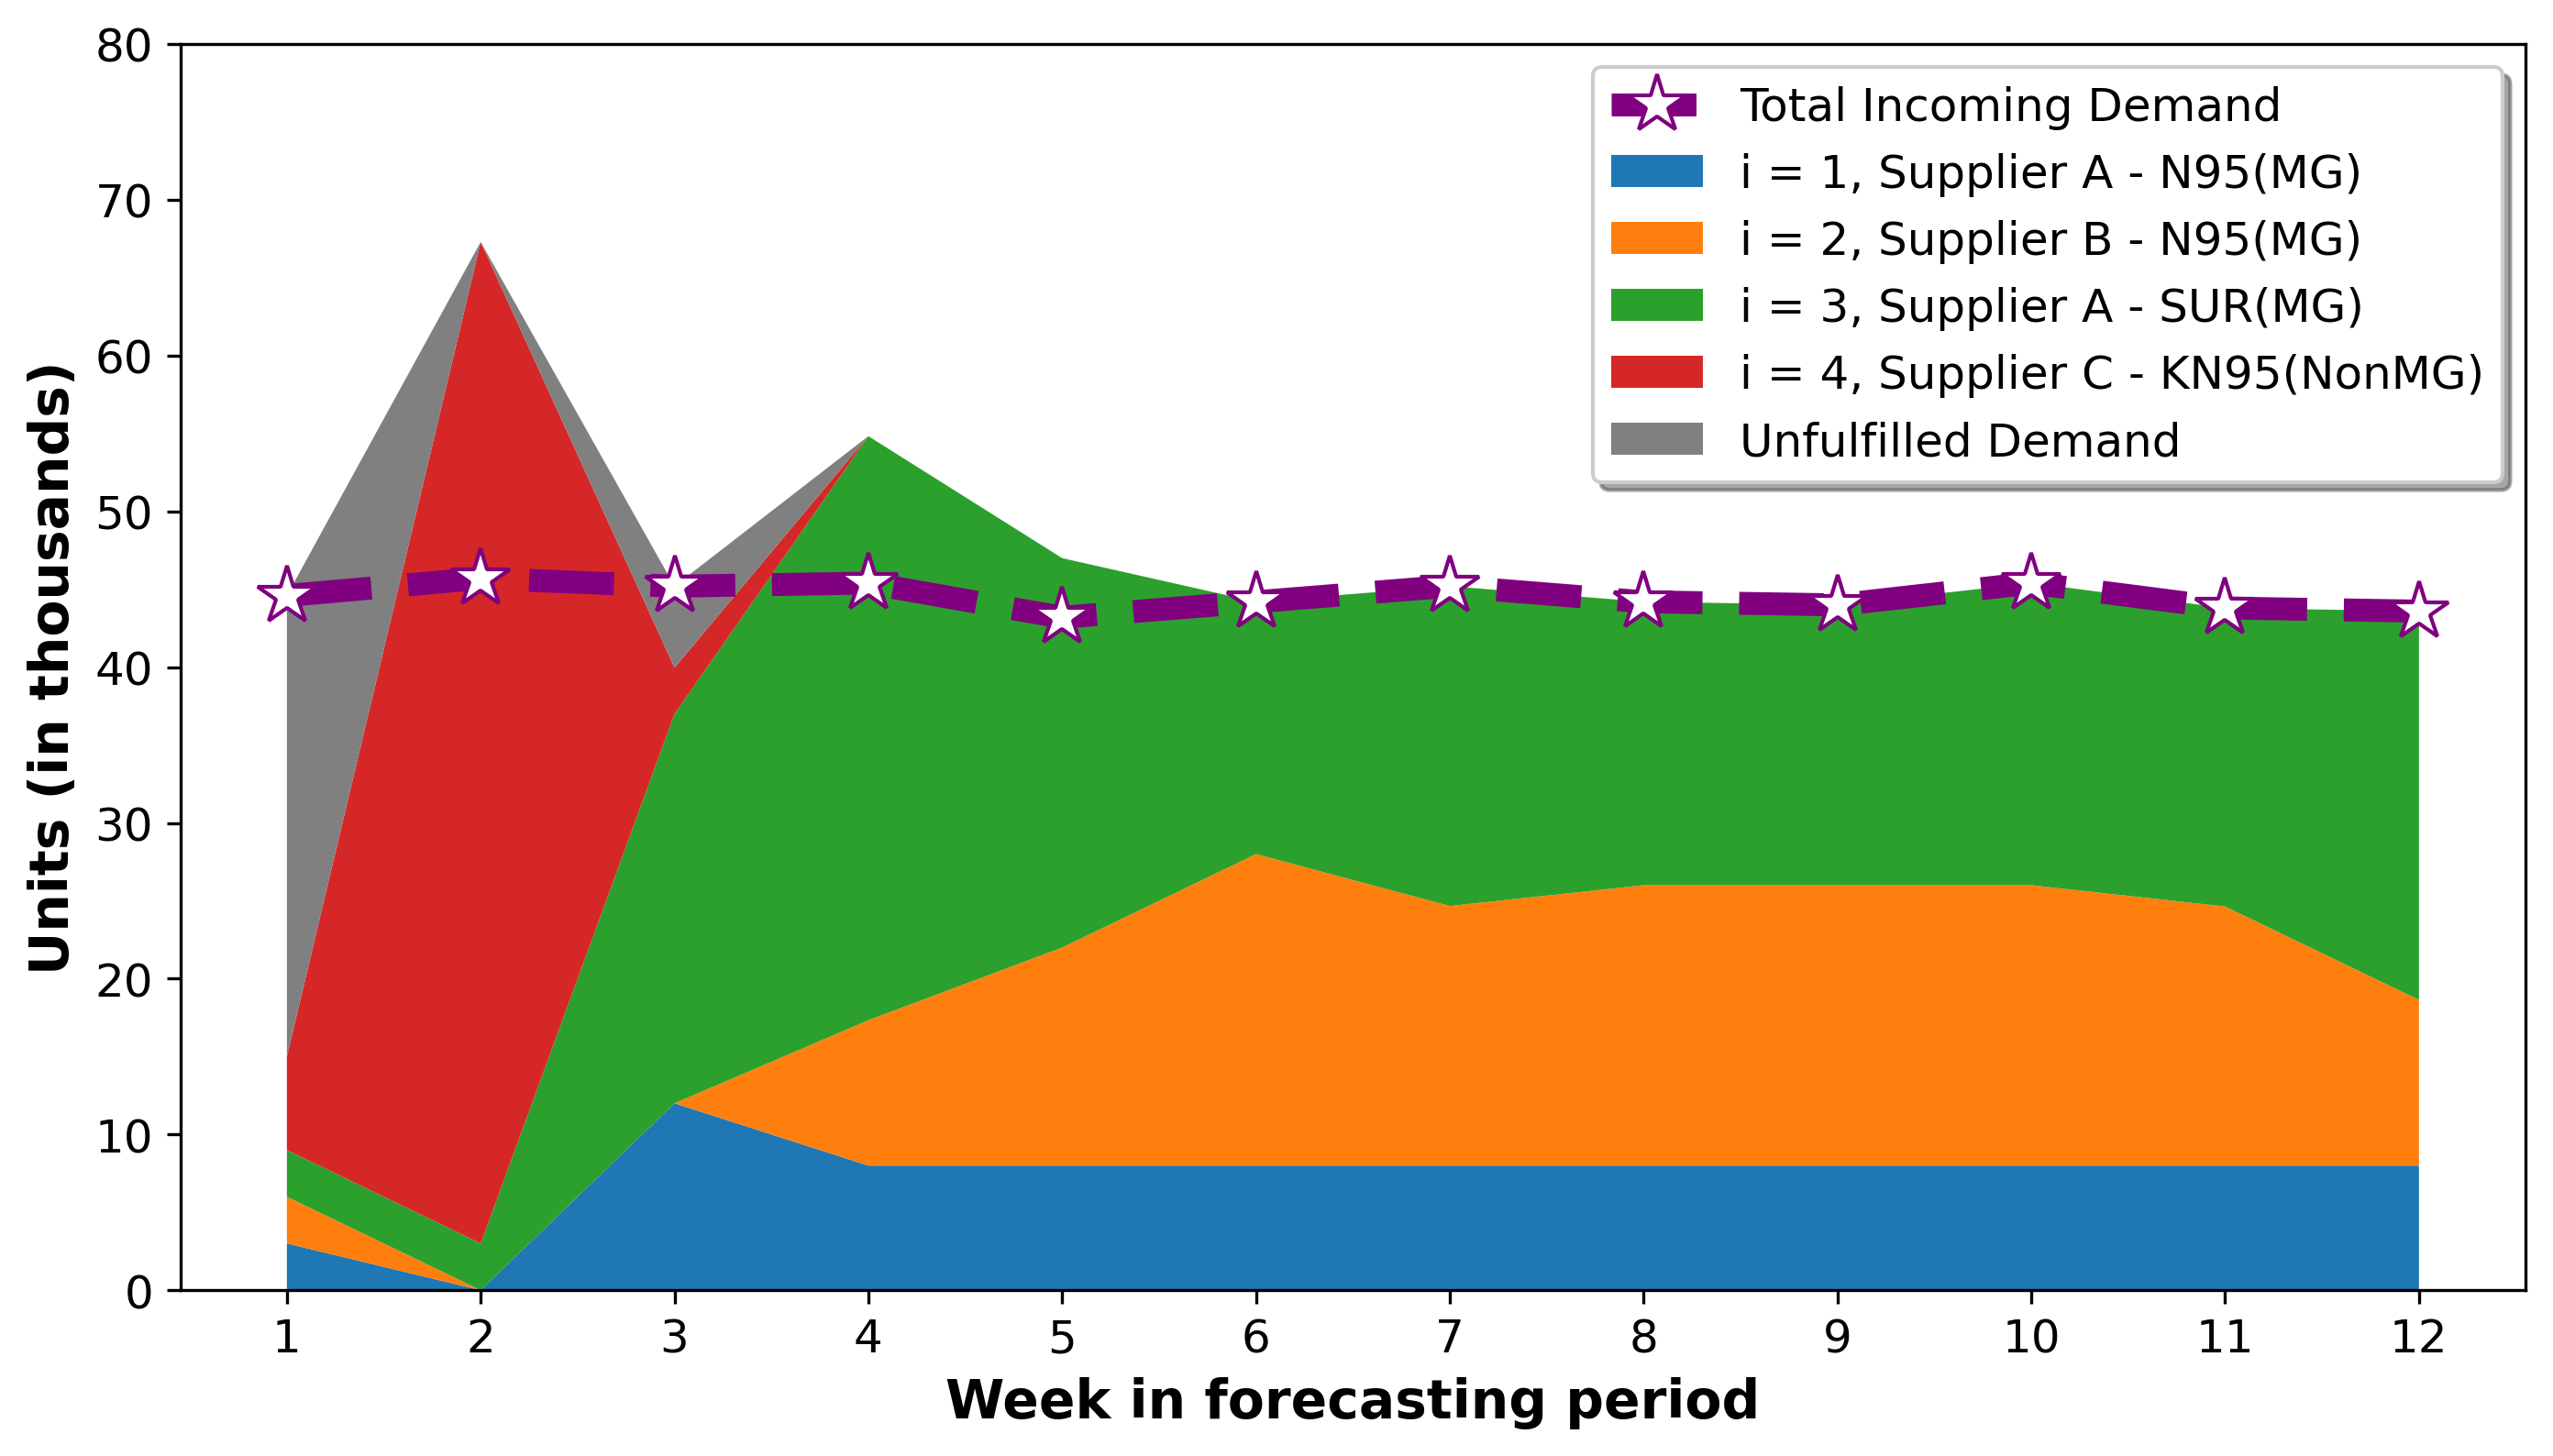 80
70
60
50
40
30
20
10
0
Units (in thousands)
Total Incoming Demand
i = 1, Supplier A - N95(MG)
i = 2, Supplier B - N95(MG)
i = 3, Supplier A - SUR(MG)
i = 4, Supplier C - KN95(NonMG)
Unfulfilled Demand
1 2 3 4 5 6 7 8 9 10 11 12
Week in forecasting period